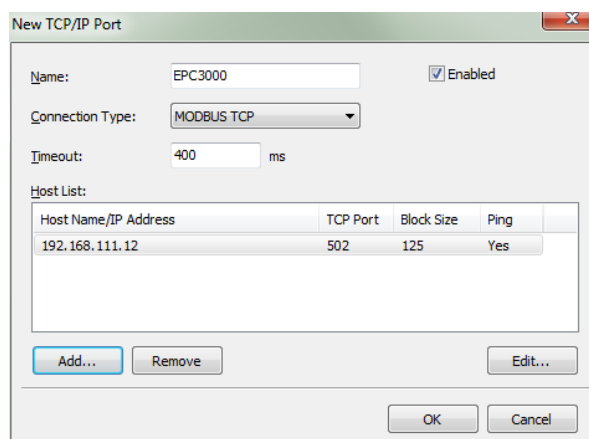 New TCP/IP Port
Name: EPC3000 Enabled
Connection Type: MODBUS TCP
Timeout: 400 ms
Host List:
Host Name/IP Address TCP Port Block Size Ping
192.168.111.12 502 125 Yes
Add... Remove Edit...
OK Cancel